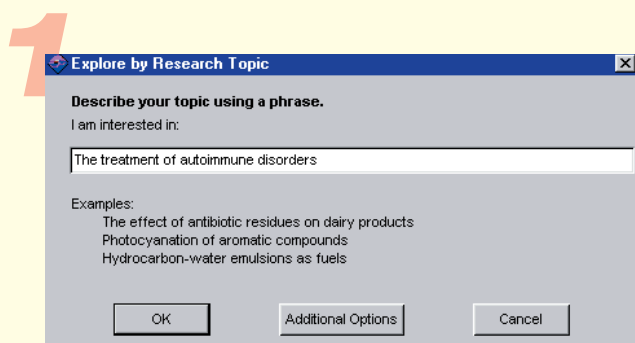 1
Explore by Research Topic
Describe your topic using a phrase.
I am interested in:
The treatment of autoimmune disorders
Examples:
The effect of antibiotic residues on dairy products
Photocyanation of aromatic compounds
Hydrocarbon-water emulsions as fuels
OK Additional Options Cancel